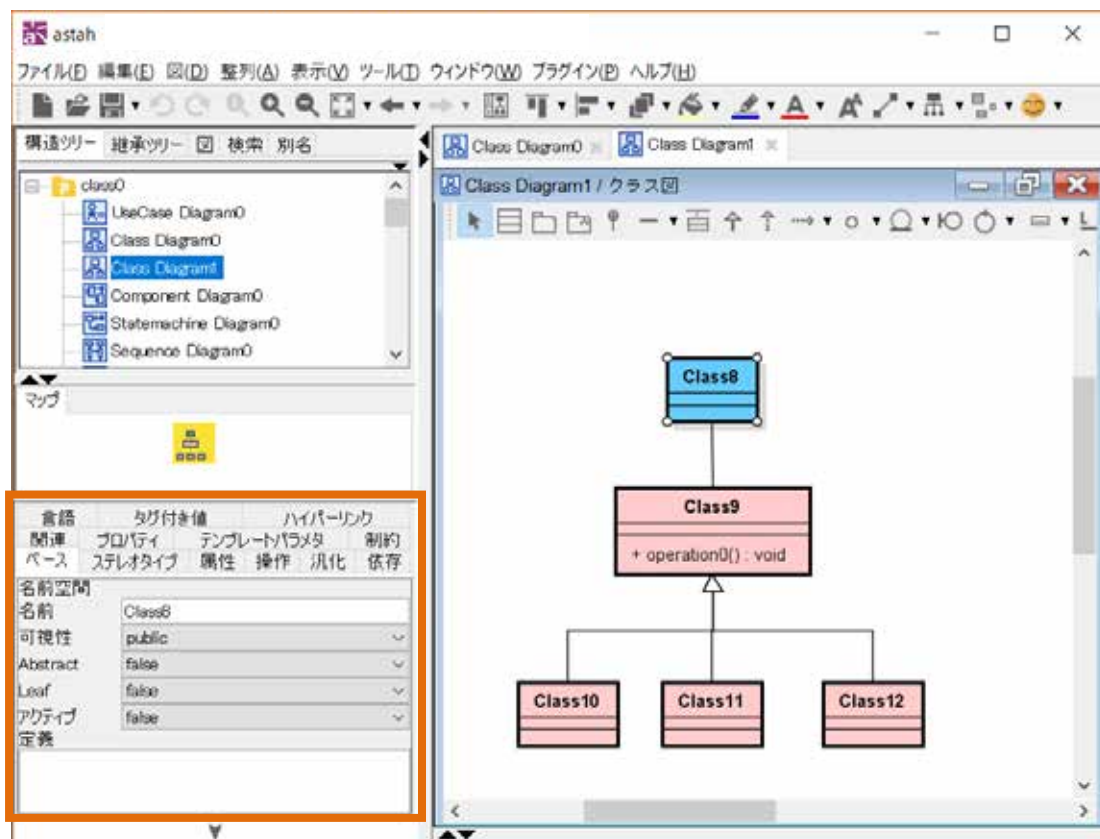 astah
ファイル(F) 編集(E) 図(D) 整列(A) 表示(V) ツール(T) ウィンドウ(W) プラグイン(P) ヘルプ(H)
構造ツリー 継承ツリー 図 検索 別名
class0
UseCase Diagram0
Class Diagram0
Class Diagram1
Component Diagram0
Statemachine Diagram0
Sequence Diagram0
マップ
言語 タグ付き値 ハイパーリンク
関連 プロパティ テンプレートパラメタ 制約
ベース ステレオタイプ 属性 操作 汎化 依存
名前空間
名前 Class8
可視性 public
Abstract false
Leaf false
アクティブ false
定義
Class Diagram0 Class Diagram1
Class Diagram1 / クラス図
Class8
Class9
+ operation0() : void
Class10 Class11 Class12